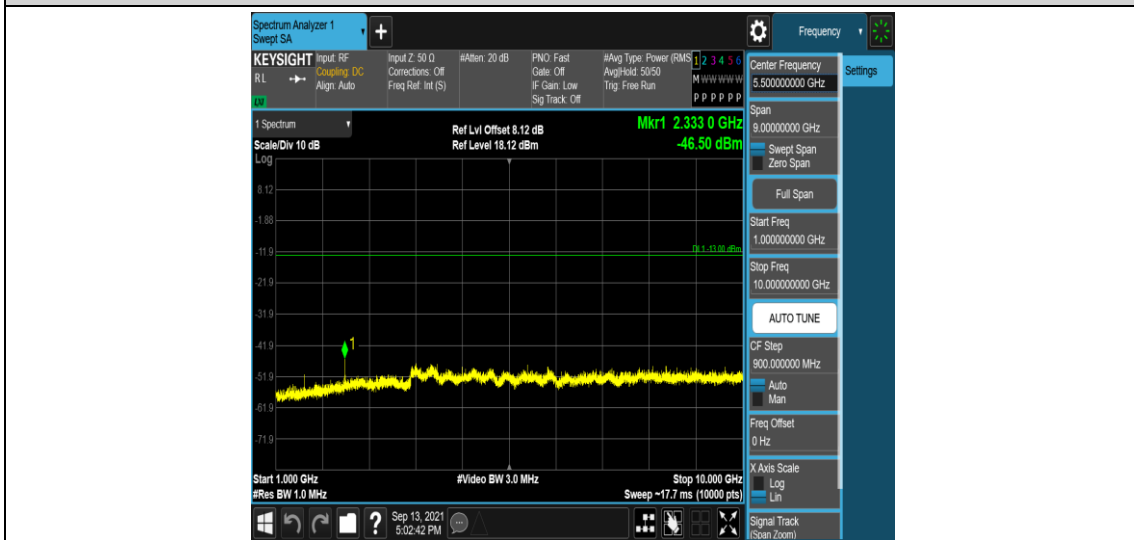 Spectrum Analyzer 1
Swept SA
Frequency
KEYSIGHT
RL
LXI
Input: RF
Coupling: DC
Align: Auto
Input Z: 50 Ω
Corrections: Off
Freq Ref: Int (S)
#Atten: 20 dB
PNO: Fast
Gate: Off
IF Gain: Low
Sig Track: Off
#Avg Type: Power (RMS
Avg|Hold: 50/50
Trig: Free Run
1 2 3 4 5 6
M W W W W W
P P P P P P
1 Spectrum
Scale/Div 10 dB
Log
Ref Lvl Offset 8.12 dB
Ref Level 18.12 dBm
Mkr1 2.333 0 GHz
-46.50 dBm
8.12
-1.88
-11.9
DL1 -13.00 dBm
-21.9
-31.9
-41.9
1
-51.9
-61.9
-71.9
Start 1.000 GHz
#Res BW 1.0 MHz
#Video BW 3.0 MHz
Stop 10.000 GHz
Sweep ~17.7 ms (10000 pts)
Center Frequency
5.500000000 GHz
Settings
Span
9.00000000 GHz
Swept Span
Zero Span
Full Span
Start Freq
1.000000000 GHz
Stop Freq
10.000000000 GHz
AUTO TUNE
CF Step
900.000000 MHz
Auto
Man
Freq Offset
0 Hz
X Axis Scale
Log
Lin
Signal Track
(Span Zoom)
?
Sep 13, 2021
5:02:42 PM